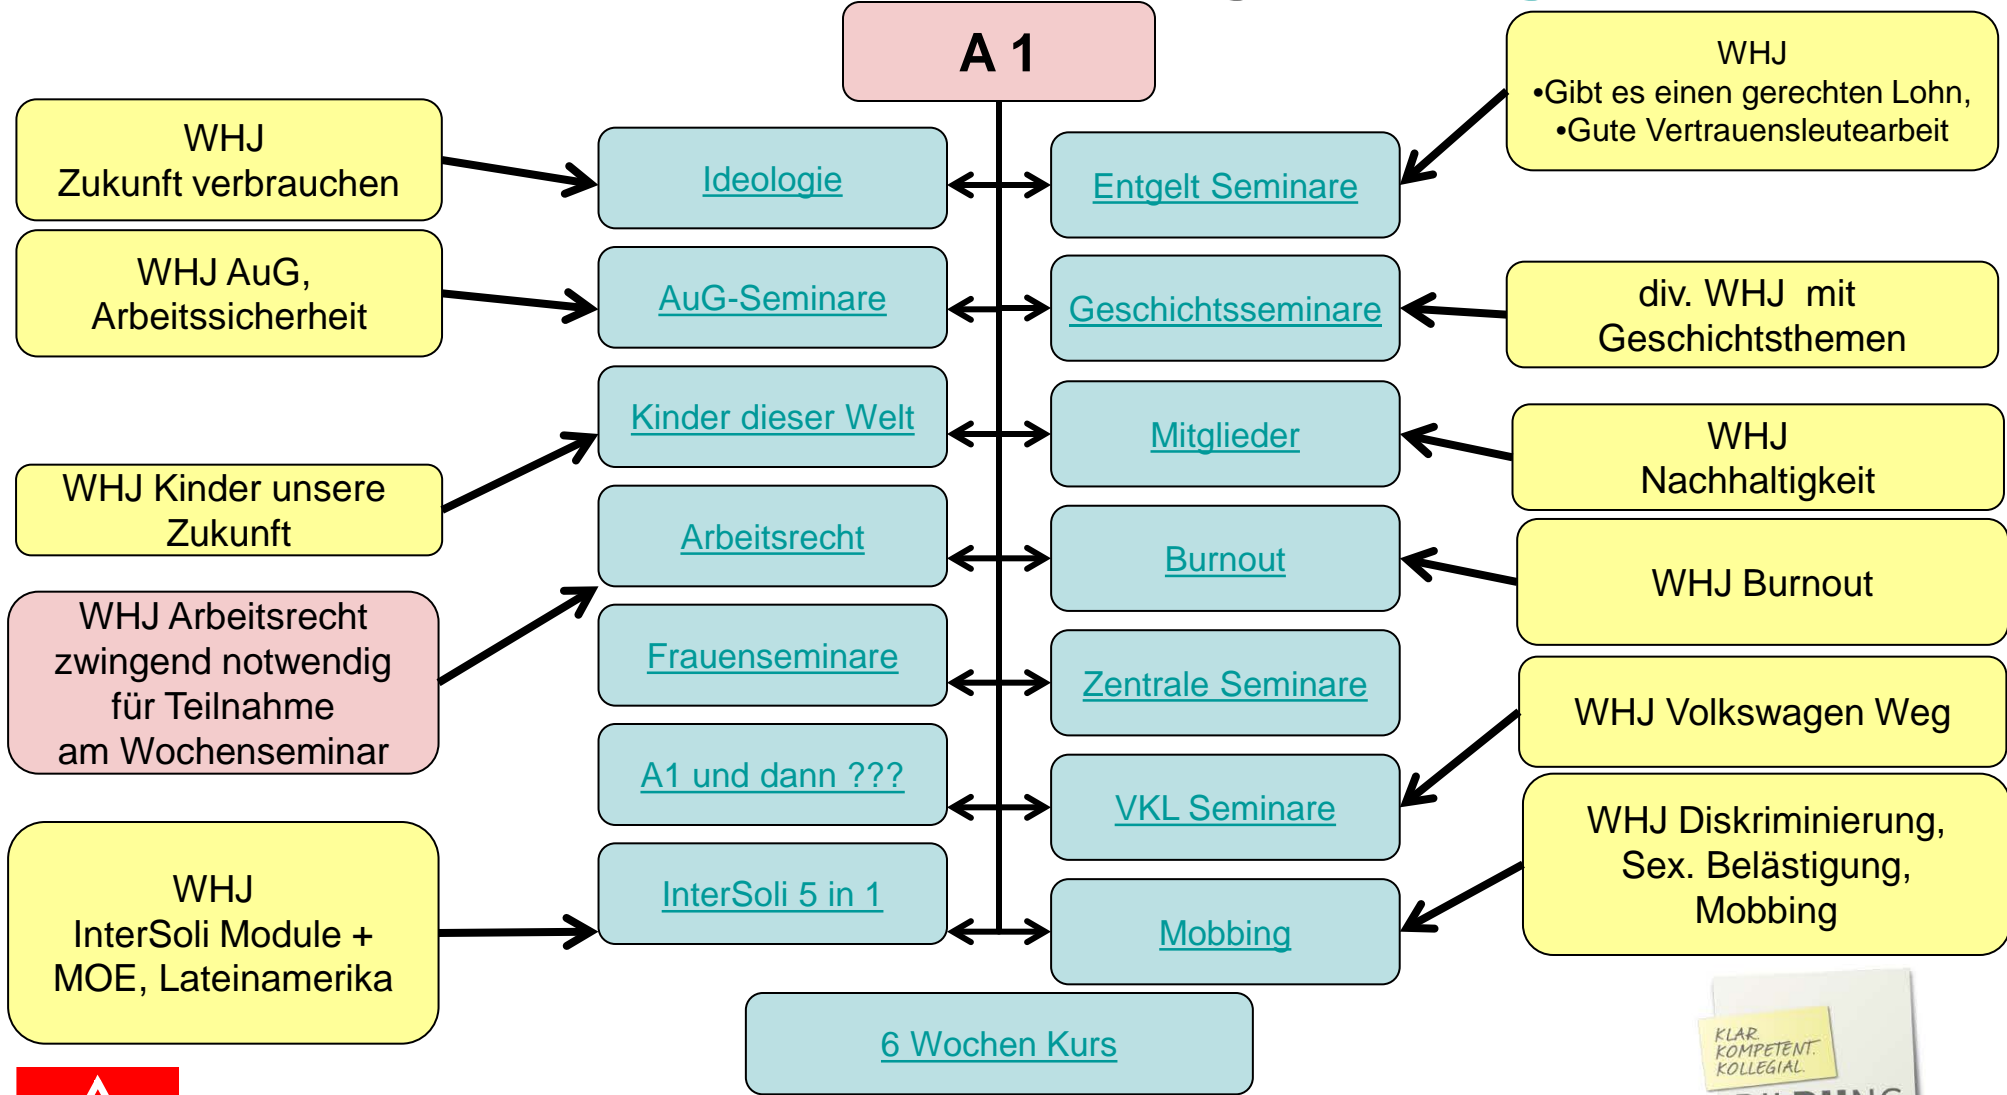 A 1
WHJ
Zukunft verbrauchen
WHJ AuG,
Arbeitssicherheit
WHJ Kinder unsere
Zukunft
WHJ Arbeitsrecht
zwingend notwendig
für Teilnahme
am Wochenseminar
WHJ
InterSoli Module +
MOE, Lateinamerika
Ideologie
AuG-Seminare
Kinder dieser Welt
Arbeitsrecht
Frauenseminare
A1 und dann ???
InterSoli 5 in 1
Entgelt Seminare
Geschichtsseminare
Mitglieder
Burnout
Zentrale Seminare
VKL Seminare
Mobbing
6 Wochen Kurs
WHJ
•Gibt es einen gerechten Lohn,
•Gute Vertrauensleutearbeit
div. WHJ mit
Geschichtsthemen
WHJ
Nachhaltigkeit
WHJ Burnout
WHJ Volkswagen Weg
WHJ Diskriminierung,
Sex. Belästigung,
Mobbing
KLAR.
KOMPETENT.
KOLLEGIAL.
BILDUNG